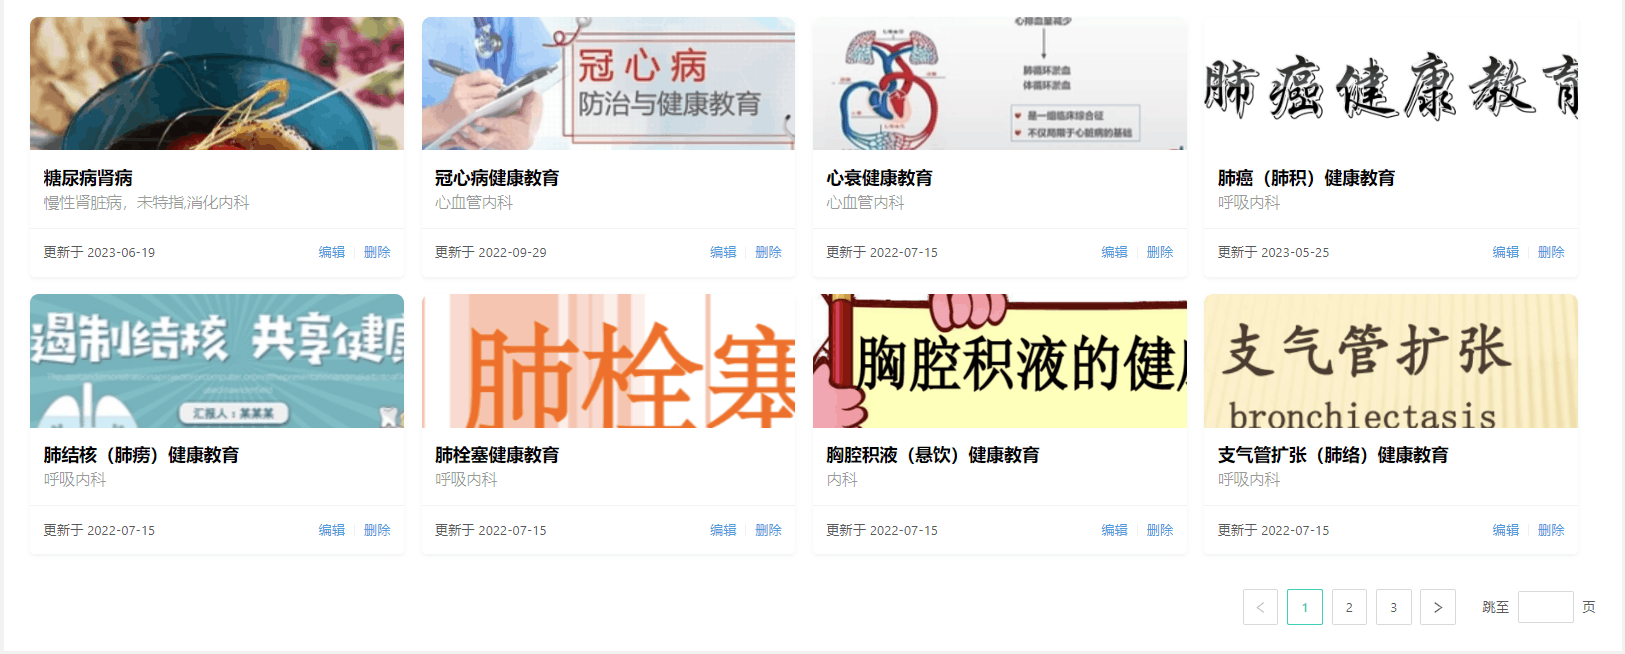 冠心病
防治与健康教育
心排血量减少
肺循环淤血
体循环淤血
是一组临床综合征
不仅局限于心脏病的基础
肺癌健康教育
糖尿病肾病
慢性肾脏病，未特指,消化内科
更新于 2023-06-19
编辑
删除
冠心病健康教育
心血管内科
更新于 2022-09-29
编辑
删除
心衰健康教育
心血管内科
更新于 2022-07-15
编辑
删除
肺癌（肺积）健康教育
呼吸内科
更新于 2023-05-25
编辑
删除
遏制结核 共享健康
汇报人：某某某
肺栓塞
胸腔积液的健
支气管扩张
bronchiectasis
肺结核（肺痨）健康教育
呼吸内科
更新于 2022-07-15
编辑
删除
肺栓塞健康教育
呼吸内科
更新于 2022-07-15
编辑
删除
胸腔积液（悬饮）健康教育
内科
更新于 2022-07-15
编辑
删除
支气管扩张（肺络）健康教育
呼吸内科
更新于 2022-07-15
编辑
删除
< 1 2 3 > 跳至 页